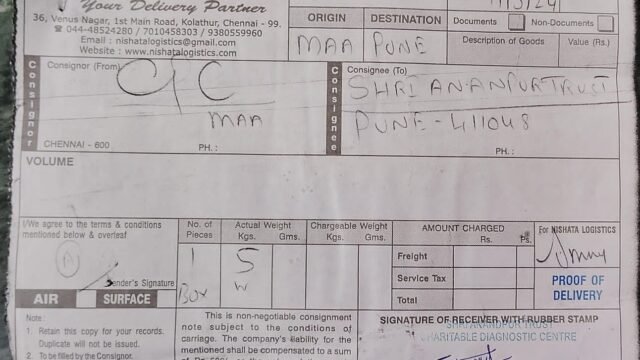 Your Delivery Partner
36, Venus Nagar, 1st Main Road, Kolathur, Chennai - 99.
☎ 044-48524280 / 7010458303 / 9380559960
Email : nishatalogistics@gmail.com
Website : www.nishatalogistics.com
ORIGIN DESTINATION
MAA PUNE
Documents Non-Documents
Description of Goods Value (Rs.)
Consignor
Consignor (From)
MAA
CHENNAI - 600 PH. :
Consignee
Consignee (To)
SHRI ANANDPUR TRUST
PUNE - 411048
PH. :
VOLUME
I/We agree to the terms & conditions
mentioned below & overleaf
Sender's Signature
AIR SURFACE
No. of Pieces
Actual Weight
Kgs. Gms.
Chargeable Weight
Kgs. Gms.
1 5
Box
AMOUNT CHARGED
Rs. Ps.
Freight
Service Tax
Total
For NISHATA LOGISTICS
PROOF OF
DELIVERY
Note :
1. Retain this copy for your records.
Duplicate will not be issued.
2. To be filled by the Consignor.
This is non-negotiable consignment
note subject to the conditions of
carriage. The company's liability for
the mentioned shall be compensated to a sum
SIGNATURE OF RECEIVER WITH RUBBER STAMP
SHRI ANANDPUR TRUST
CHARITABLE DIAGNOSTIC CENTRE